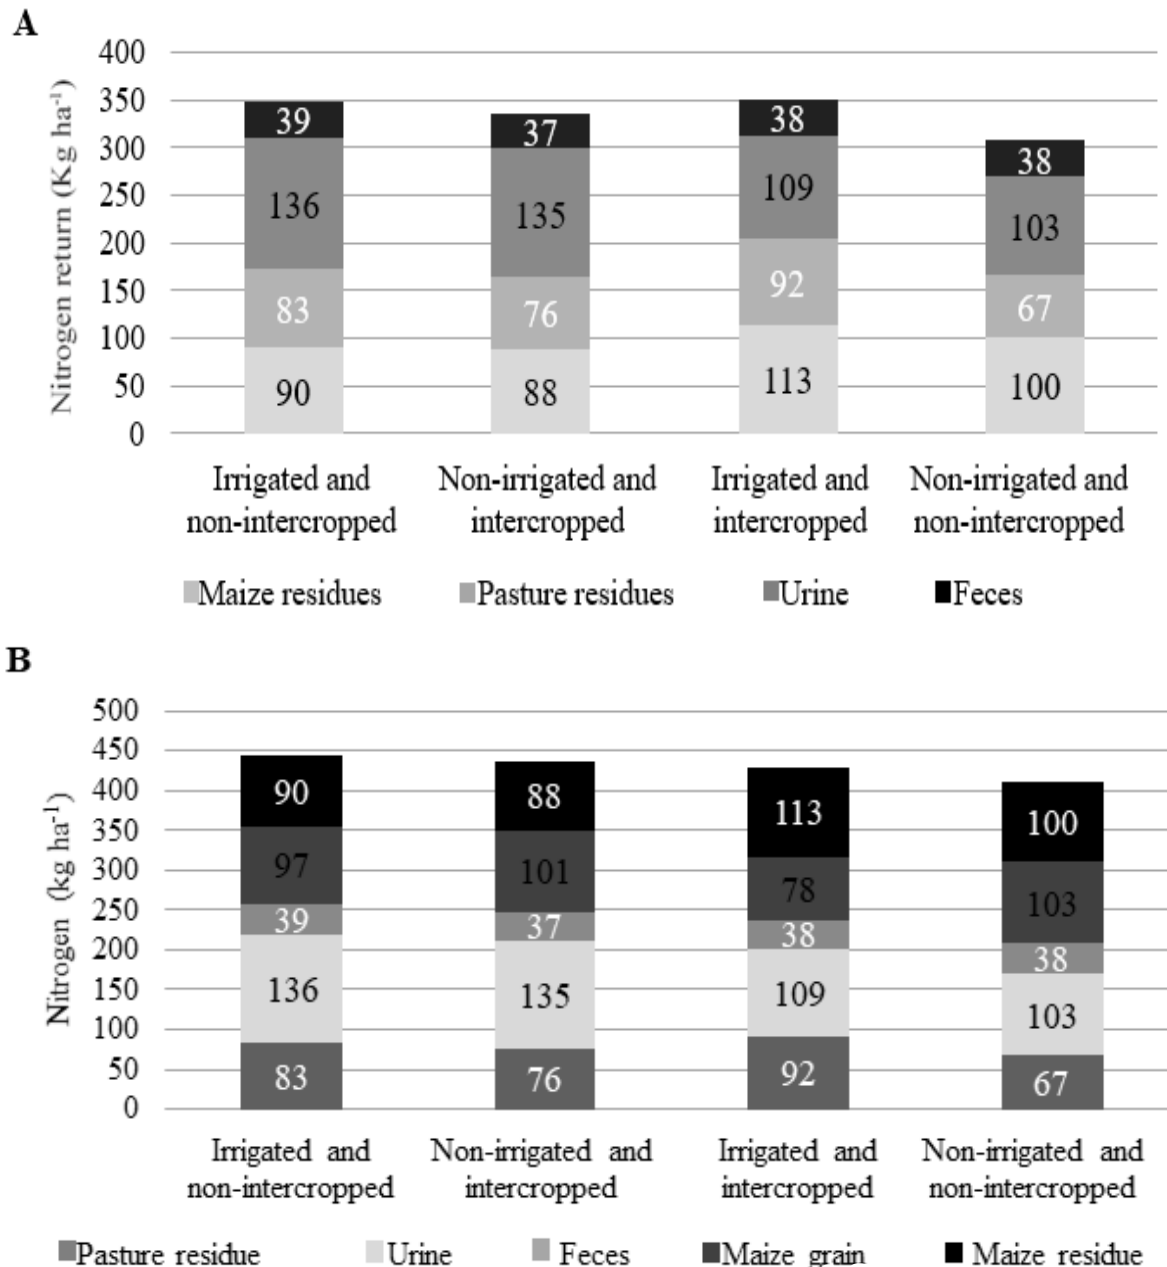 A
400
350
300
250
200
150
100
50
0
Nitrogen return (Kg ha⁻¹)
39 37 38 38
136 135 109 103
83 76 92 67
90 88 113 100
Irrigated and Non-irrigated and Irrigated and Non-irrigated and
non-intercropped intercropped intercropped non-intercropped
Maize residues Pasture residues Urine Feces
B
500
450
400
350
300
250
200
150
100
50
0
Nitrogen (kg ha⁻¹)
90 88 113 100
97 101 78 103
39 37 38 38
136 135 109 103
83 76 92 67
Irrigated and Non-irrigated and Irrigated and Non-irrigated and
non-intercropped intercropped intercropped non-intercropped
Pasture residue Urine Feces Maize grain Maize residue